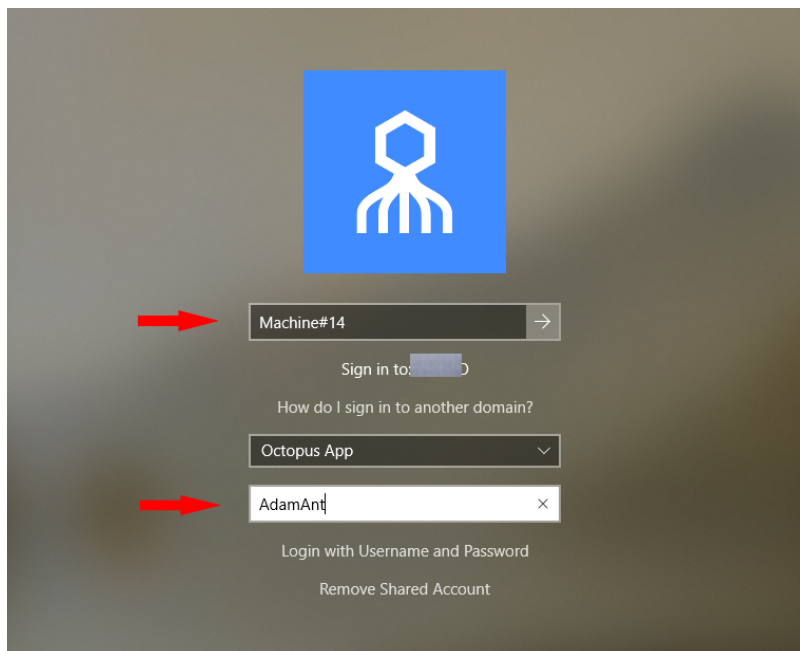 Machine#14
Sign in to:
How do I sign in to another domain?
Octopus App
AdamAnt
Login with Username and Password
Remove Shared Account